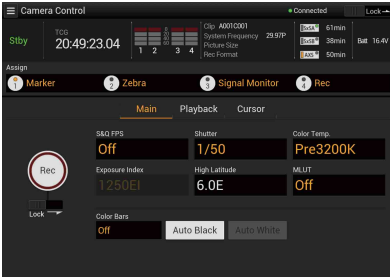 Camera Control
Connected
Lock
Stby
TCG
20:49:23.04
1 2 3 4
Clip A001C001
System Frequency 29.97P
Picture Size
Rec Format
SxSA 61min
SxSB 38min
AXS 50min
Batt 16.4V
Assign
1 Marker
2 Zebra
3 Signal Monitor
4 Rec
Main
Playback
Cursor
Rec
Lock
S&Q FPS
Shutter
Color Temp.
Off
1/50
Pre3200K
Exposure Index
High Latitude
MLUT
1250EI
6.0E
Off
Color Bars
Off
Auto Black
Auto White